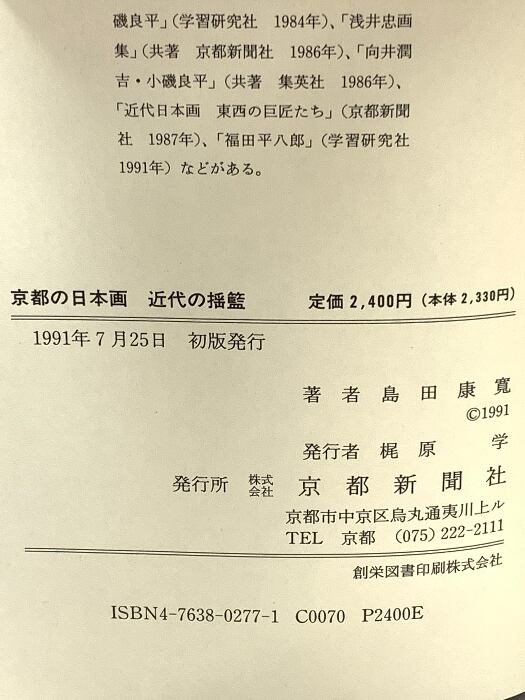 磯良平」(学習研究社　1984年)、「浅井忠画
集」(共著　京都新聞社　1986年)、「向井潤
吉・小磯良平」(共著　集英社　1986年)、
「近代日本画　東西の巨匠たち」(京都新聞
社　1987年)、「福田平八郎」(学習研究社
1991年) などがある。
京都の日本画　近代の揺籃　定価 2,400円 (本体 2,330円)
1991年 7 月25日　初版発行
著　者　島　田　康　寛
©1991
発行者　梶　原　　学
発行所　株式会社　京　都　新　聞　社
京都市中京区烏丸通夷川上ル
TEL　京都　(075) 222-2111
創栄図書印刷株式会社
ISBN4-7638-0277-1　C0070　P2400E